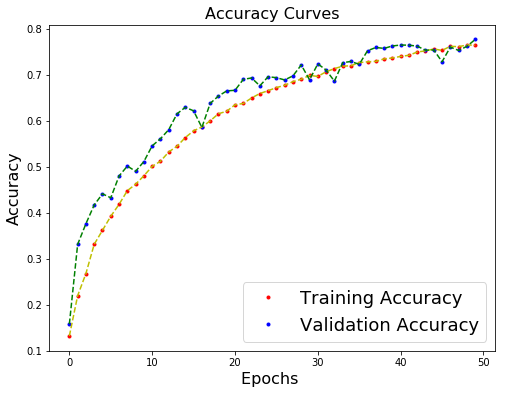 Accuracy Curves
0.8
0.7
0.6
0.5
0.4
0.3
0.2
0.1
Accuracy
Training Accuracy
Validation Accuracy
0 10 20 30 40 50
Epochs